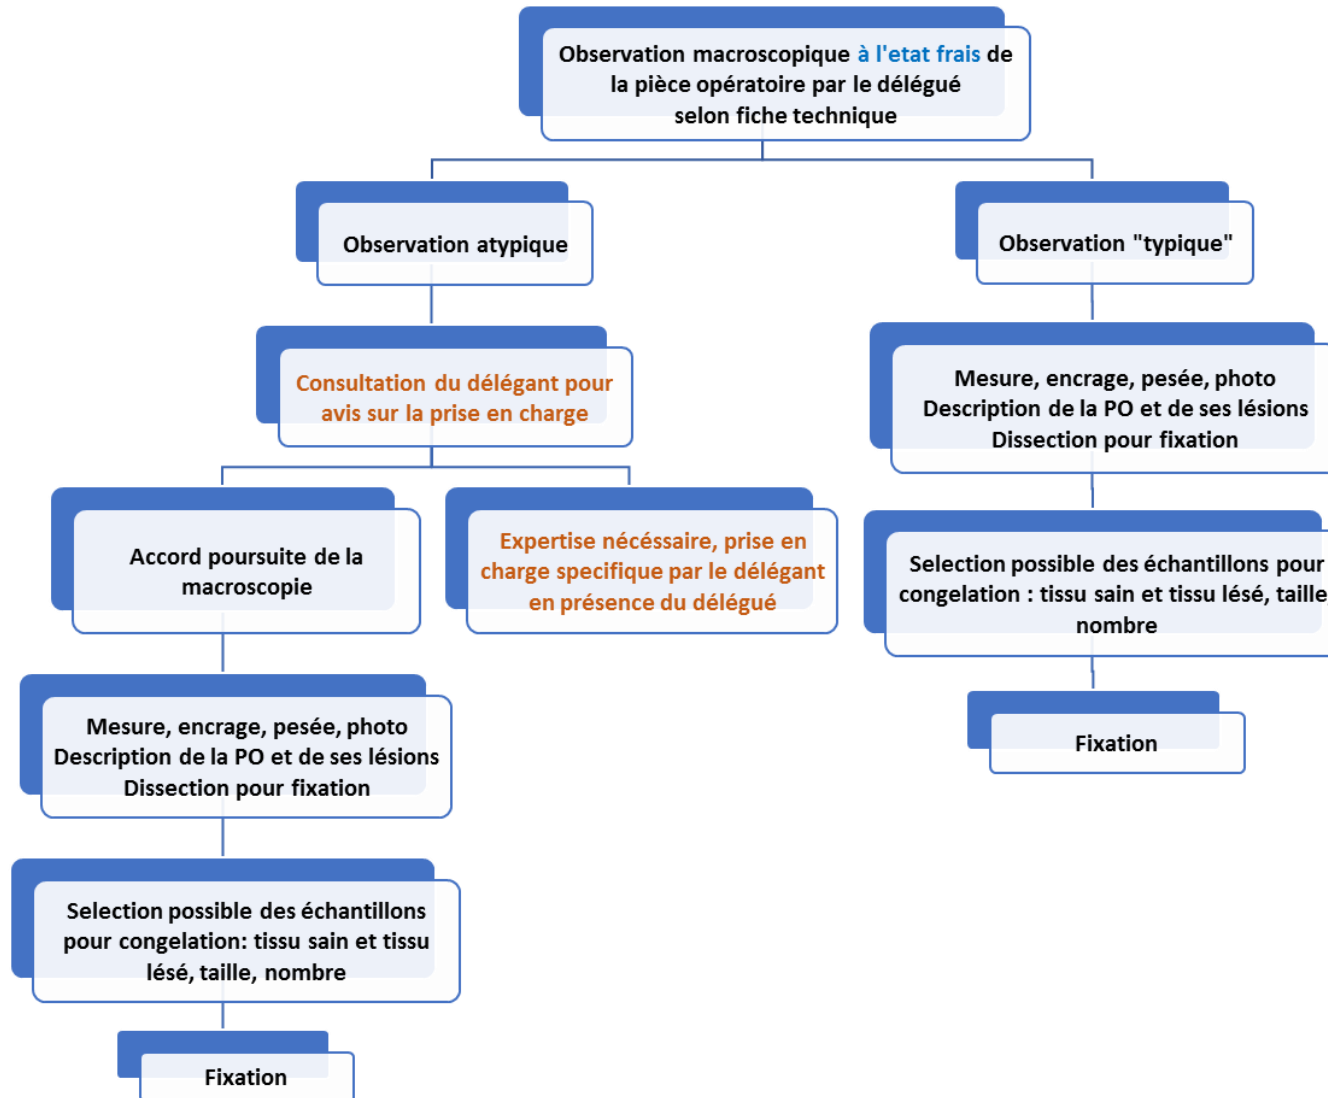 Observation macroscopique à l'etat frais de
la pièce opératoire par le délégué
selon fiche technique
Observation atypique
Observation "typique"
Consultation du délégant pour
avis sur la prise en charge
Mesure, encrage, pesée, photo
Description de la PO et de ses lésions
Dissection pour fixation
Accord poursuite de la
macroscopie
Expertise nécéssaire, prise en
charge specifique par le délégant
en présence du délégué
Selection possible des échantillons pour
congelation : tissu sain et tissu lésé, taille,
nombre
Mesure, encrage, pesée, photo
Description de la PO et de ses lésions
Dissection pour fixation
Fixation
Selection possible des échantillons
pour congelation: tissu sain et tissu
lésé, taille, nombre
Fixation